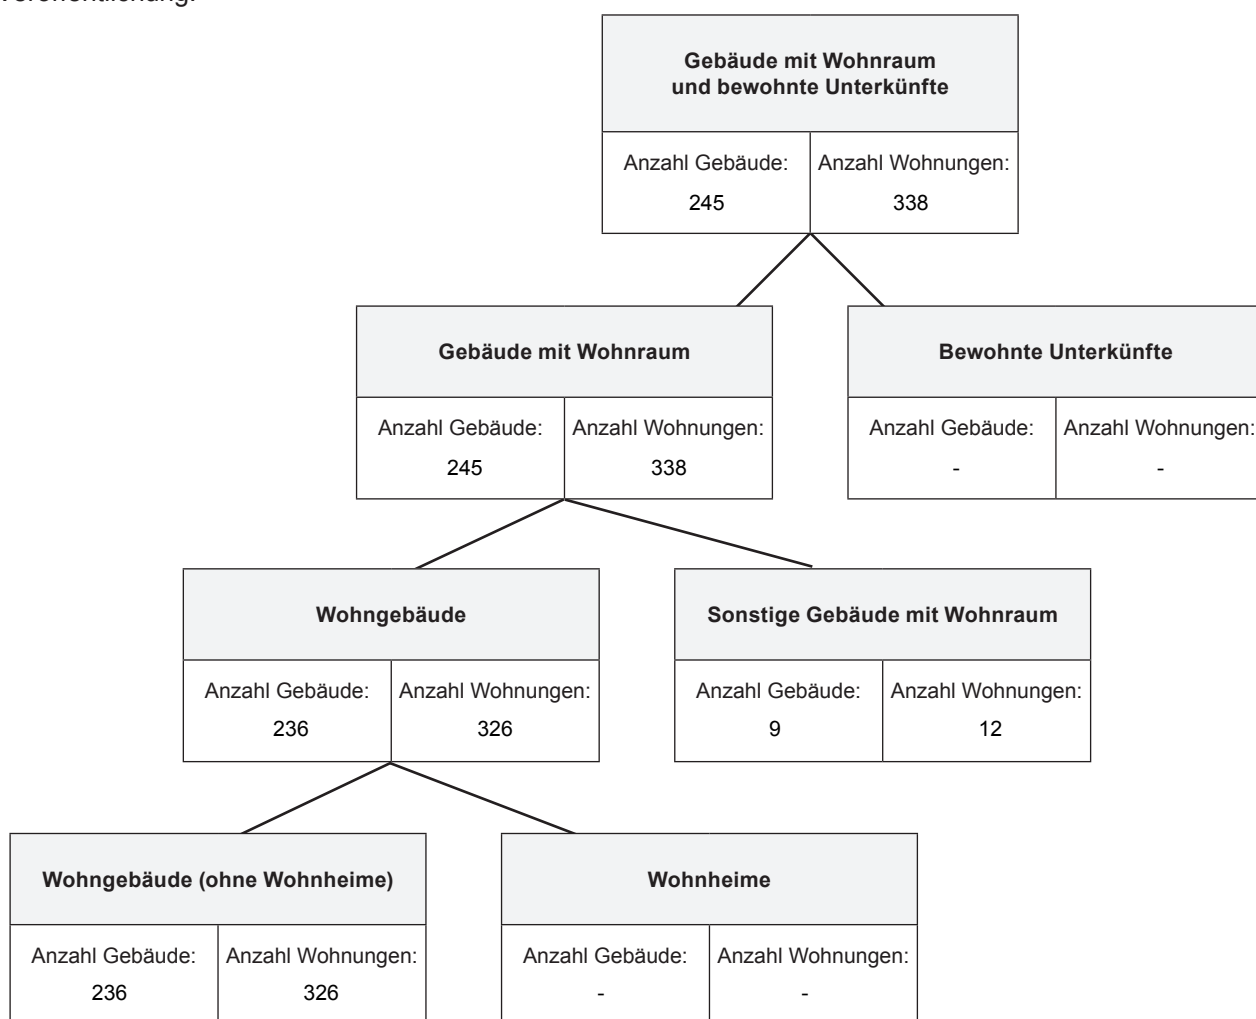 Veröffentlichung.
Gebäude mit Wohnraum
und bewohnte Unterkünfte
Anzahl Gebäude: Anzahl Wohnungen:
245 338
Gebäude mit Wohnraum
Bewohnte Unterkünfte
Anzahl Gebäude: Anzahl Wohnungen:
245 338
Anzahl Gebäude: Anzahl Wohnungen:
- -
Wohngebäude
Sonstige Gebäude mit Wohnraum
Anzahl Gebäude: Anzahl Wohnungen:
236 326
Anzahl Gebäude: Anzahl Wohnungen:
9 12
Wohngebäude (ohne Wohnheime)
Wohnheime
Anzahl Gebäude: Anzahl Wohnungen:
236 326
Anzahl Gebäude: Anzahl Wohnungen:
- -